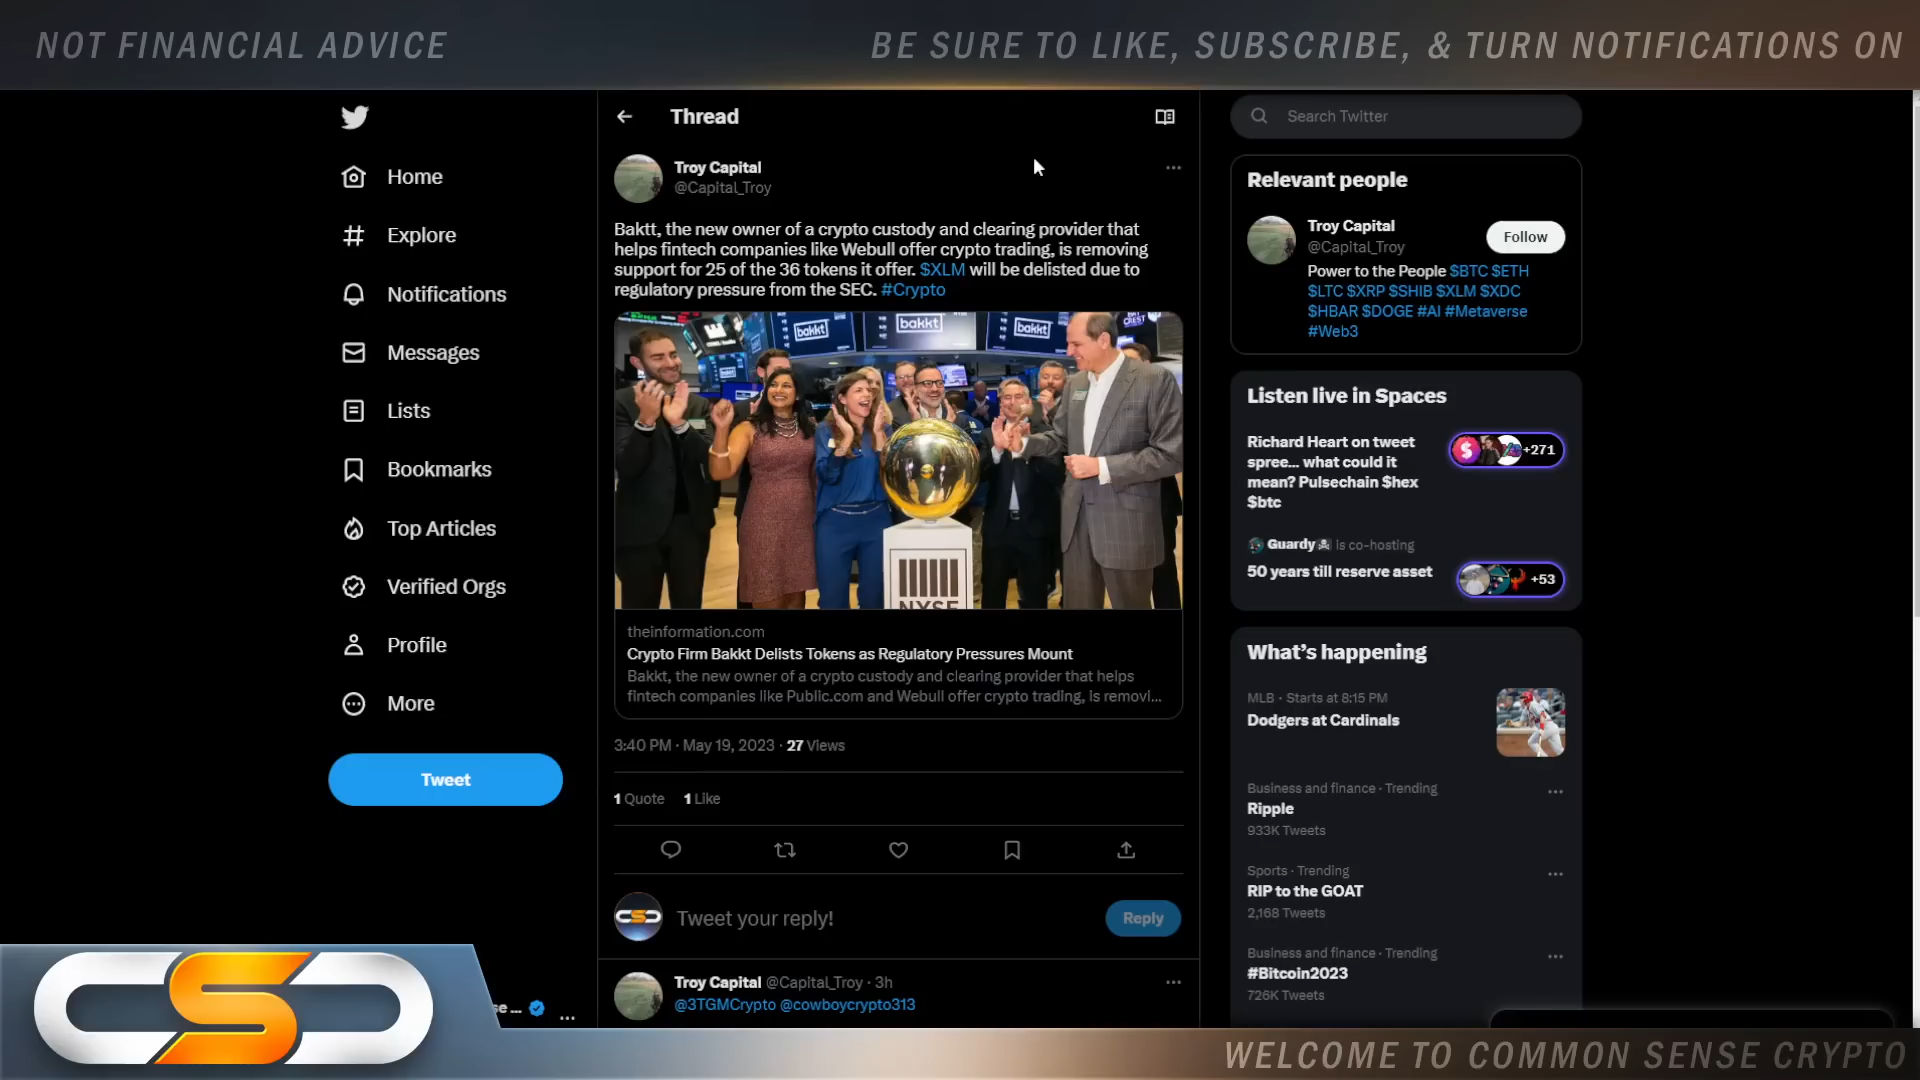 NOT FINANCIAL ADVICE
BE SURE TO LIKE, SUBSCRIBE, & TURN NOTIFICATIONS ON
Home
Explore
Notifications
Messages
Lists
Bookmarks
Top Articles
Verified Orgs
Profile
More
Tweet
se ...
Thread
Troy Capital
@Capital_Troy
Baktt, the new owner of a crypto custody and clearing provider that
helps fintech companies like Webull offer crypto trading, is removing
support for 25 of the 36 tokens it offer. $XLM will be delisted due to
regulatory pressure from the SEC. #Crypto
bakkt
bakkt
bakkt
bakkt
CREST
NYSE
theinformation.com
Crypto Firm Bakkt Delists Tokens as Regulatory Pressures Mount
Bakkt, the new owner of a crypto custody and clearing provider that helps
fintech companies like Public.com and Webull offer crypto trading, is removi...
3:40 PM · May 19, 2023 · 27 Views
1 Quote 1 Like
CSC
Tweet your reply!
Reply
Troy Capital @Capital_Troy · 3h
@3TGMCrypto @cowboycrypto313
Search Twitter
Relevant people
Troy Capital
@Capital_Troy
Follow
Power to the People $BTC $ETH
$LTC $XRP $SHIB $XLM $XDC
$HBAR $DOGE #AI #Metaverse
#Web3
Listen live in Spaces
Richard Heart on tweet
spree... what could it
mean? Pulsechain $hex
$btc
+271
Guardy is co-hosting
50 years till reserve asset
+53
What's happening
MLB · Starts at 8:15 PM
Dodgers at Cardinals
Business and finance · Trending
Ripple
933K Tweets
Sports · Trending
RIP to the GOAT
2,168 Tweets
Business and finance · Trending
#Bitcoin2023
726K Tweets
CSC
WELCOME TO COMMON SENSE CRYPTO